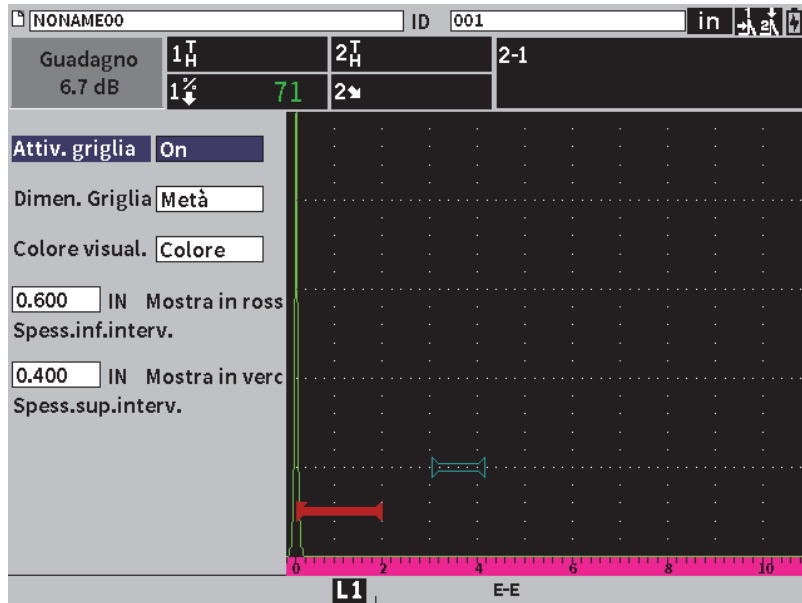 NONAME00 ID 001 in
Guadagno
6.7 dB
1 T H
2 T H
2-1
1% 71
2
Attiv. griglia On
Dimen. Griglia Metà
Colore visual. Colore
0.600 IN Mostra in ross
Spess.inf.interv.
0.400 IN Mostra in verc
Spess.sup.interv.
0 2 4 6 8 10
L1 E-E